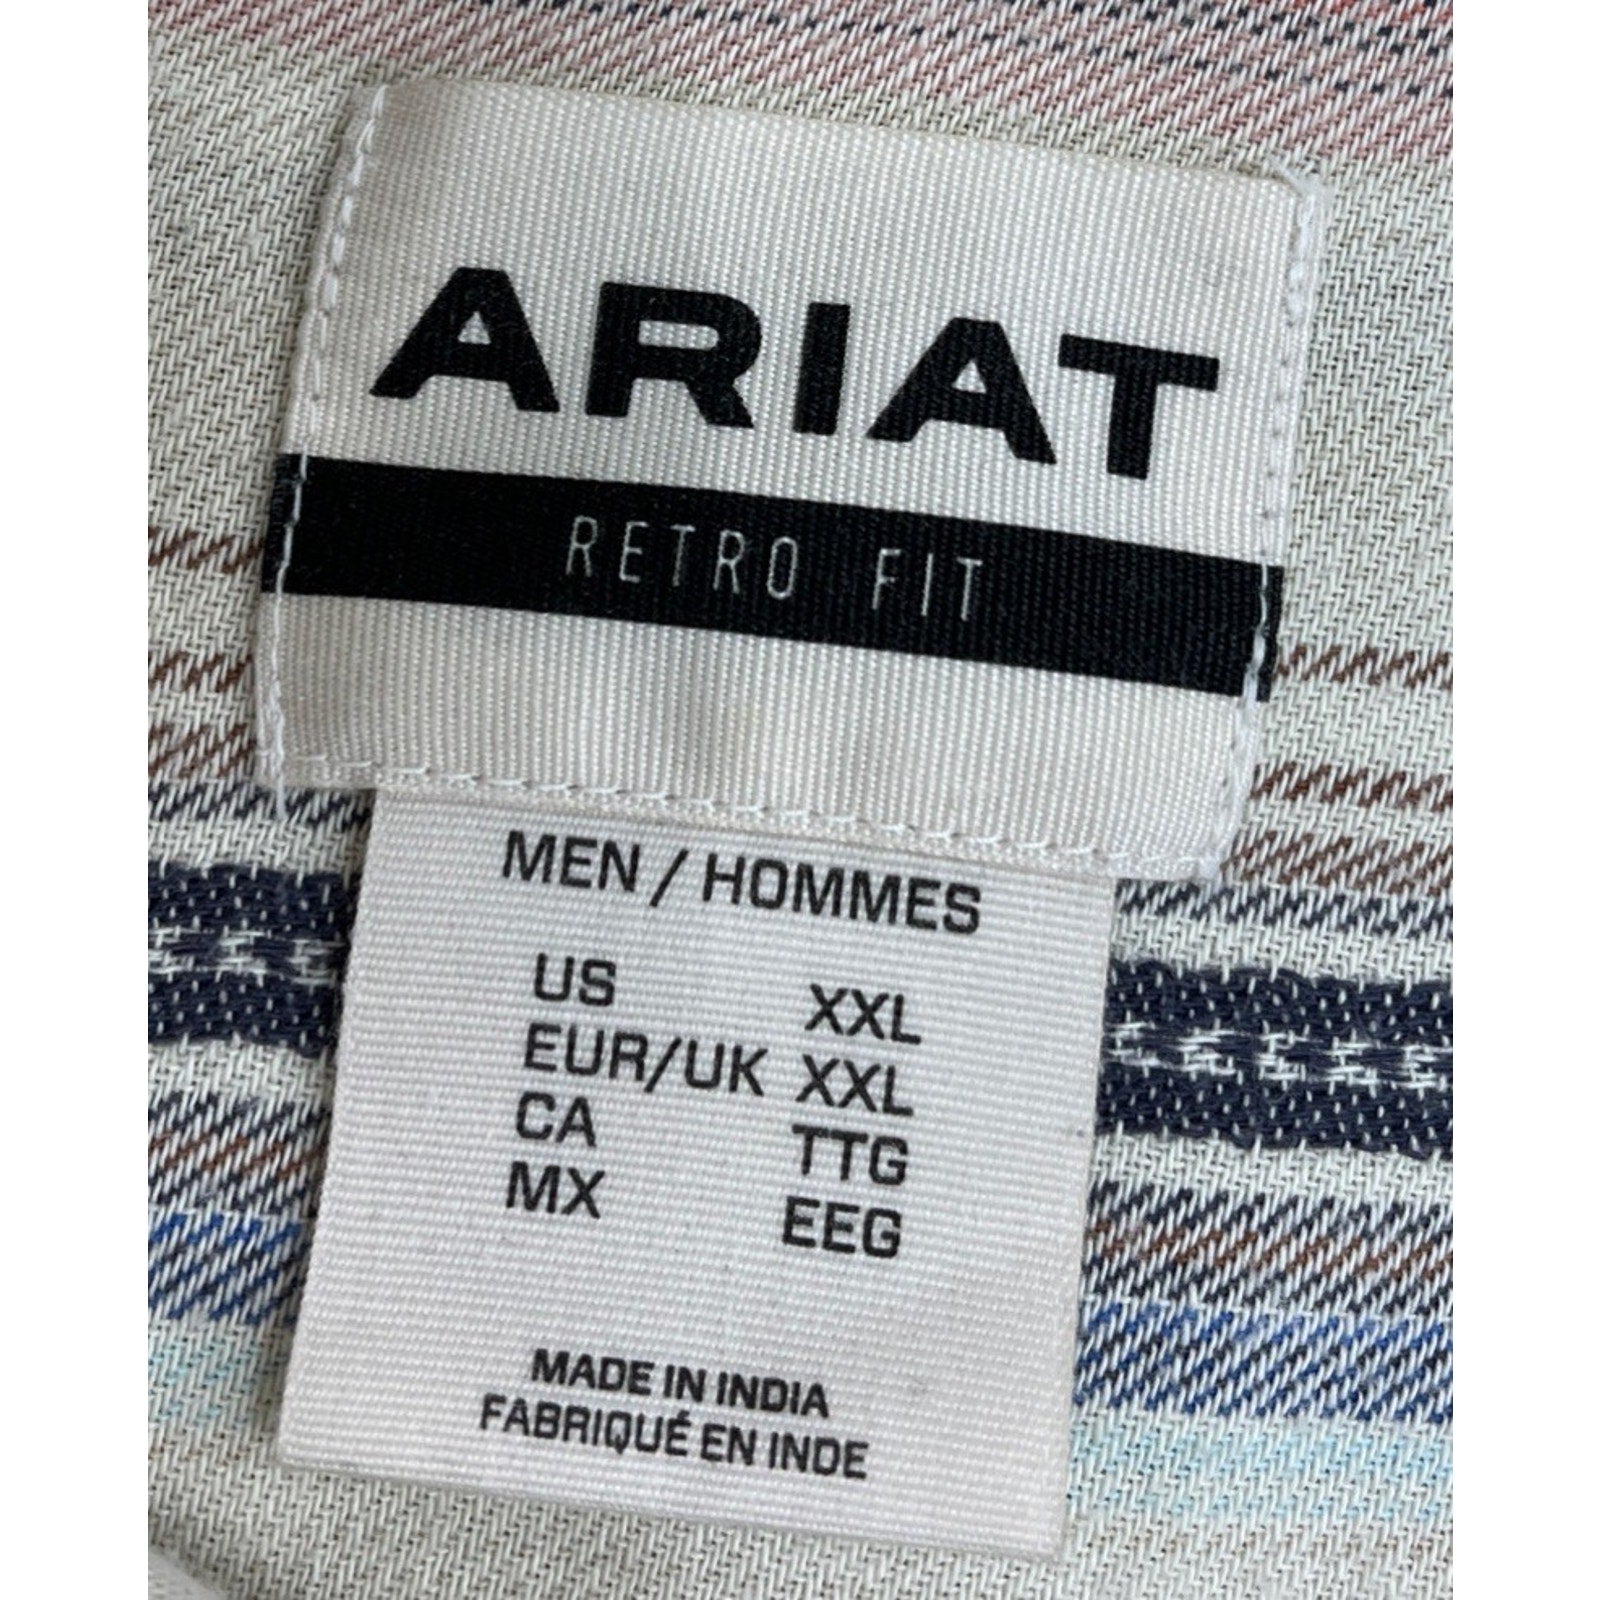 ARIAT
RETRO FIT
MEN / HOMMES
US XXL
EUR/UK XXL
CA TTG
MX EEG
MADE IN INDIA
FABRIQUÉ EN INDE